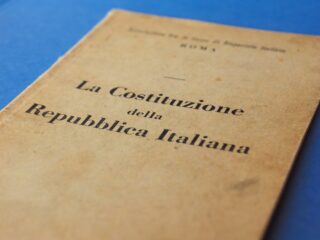 ROMA
La Costituzione
della
Repubblica Italiana